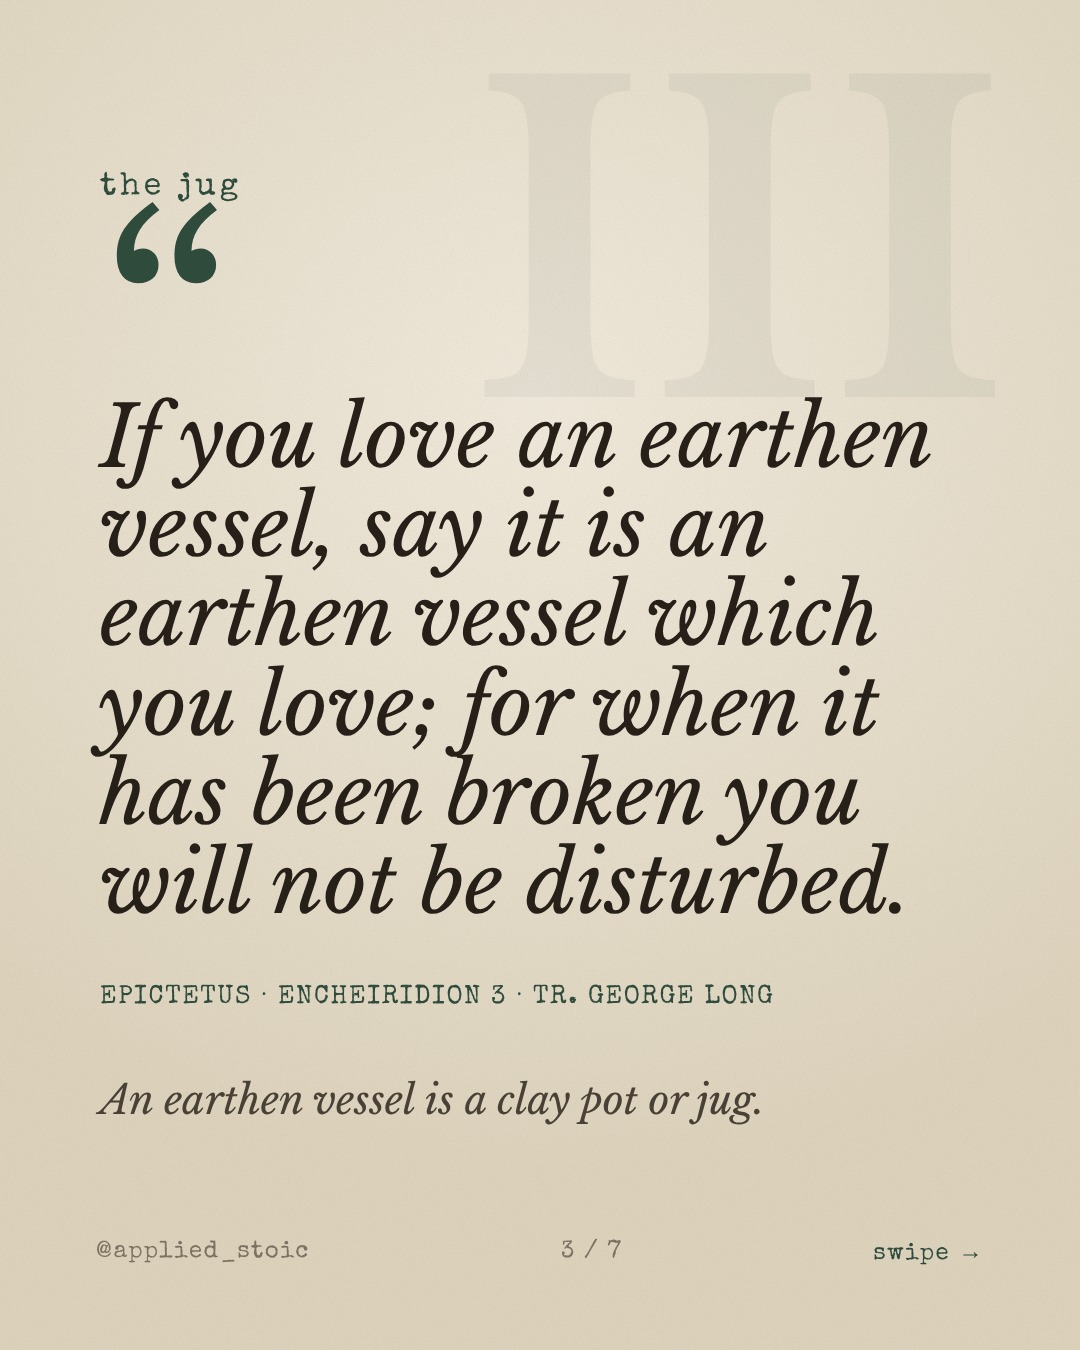 III
the jug
“
If you love an earthen
vessel, say it is an
earthen vessel which
you love; for when it
has been broken you
will not be disturbed.
EPICTETUS · ENCHEIRIDION 3 · TR. GEORGE LONG
An earthen vessel is a clay pot or jug.
@applied_stoic
3 / 7
swipe →